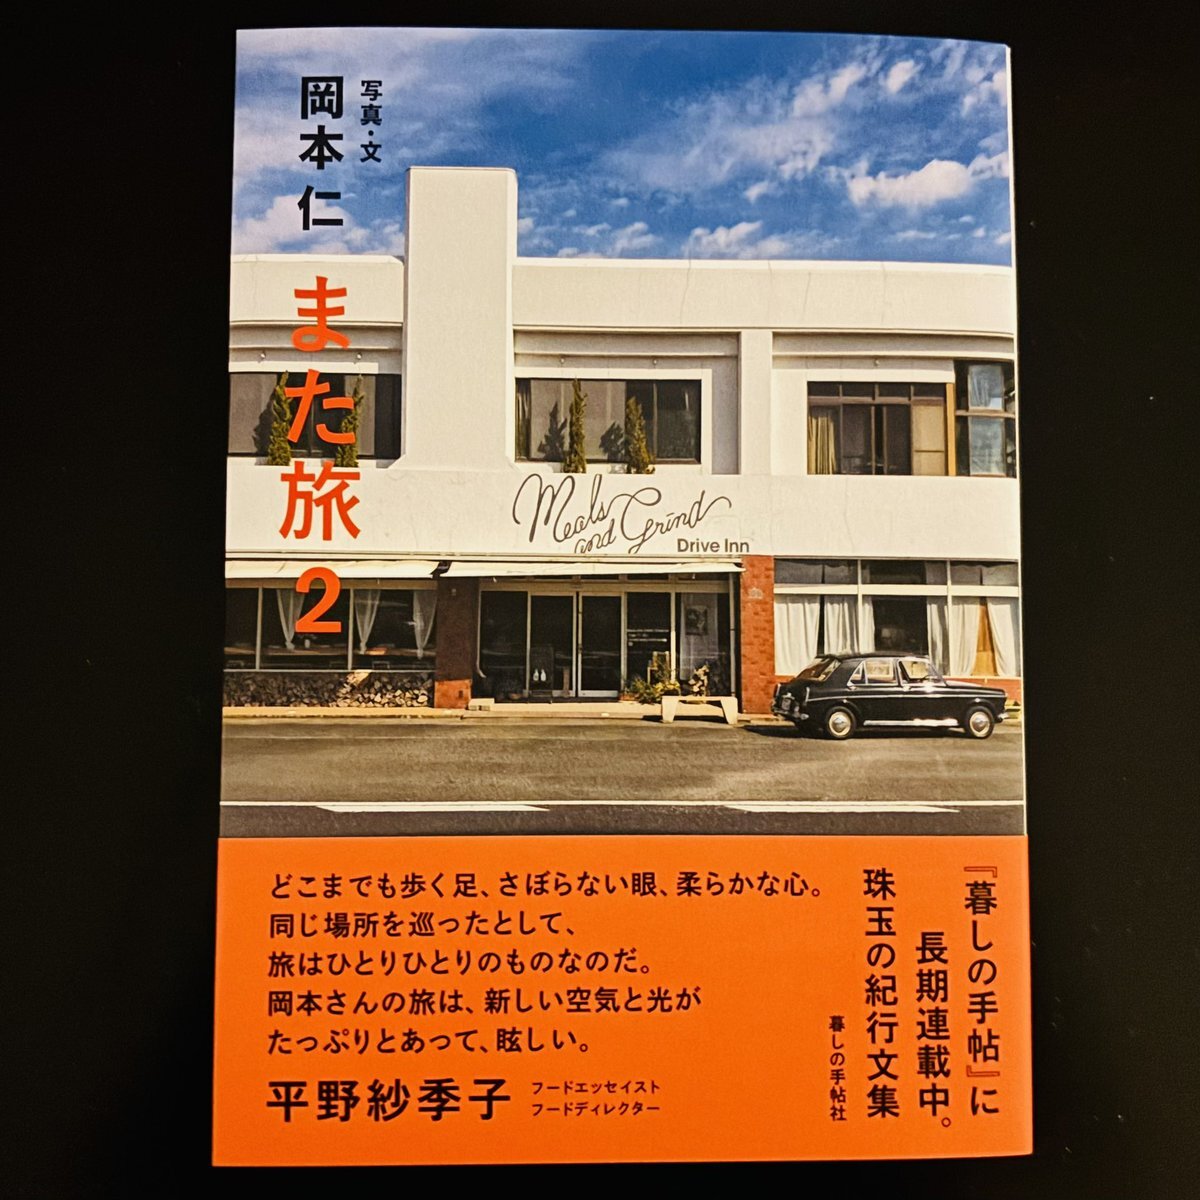 写真・文
岡本仁
また旅2
Meals
and Grind
Drive Inn
どこまでも歩く足、さぼらない眼、柔らかな心。
同じ場所を巡ったとして、
旅はひとりひとりのものなのだ。
岡本さんの旅は、新しい空気と光が
たっぷりとあって、眩しい。
平野紗季子
フードエッセイスト
フードディレクター
『暮しの手帖』に
長期連載中。
珠玉の紀行文集
暮しの手帖社